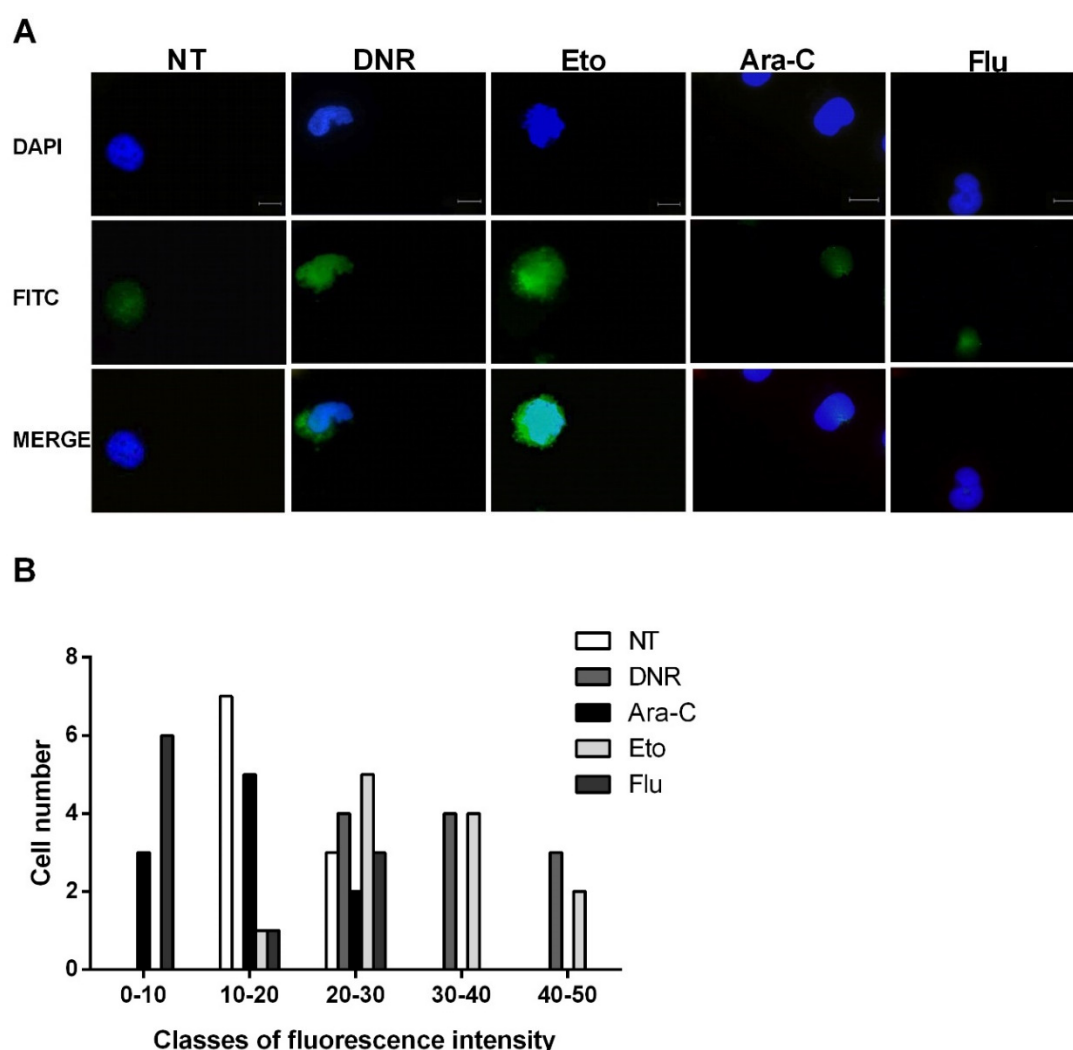 A
NT DNR Eto Ara-C Flu
DAPI
FITC
MERGE
B
NT
DNR
Ara-C
Eto
Flu
8
6
4
2
0
Cell number
0-10 10-20 20-30 30-40 40-50
Classes of fluorescence intensity